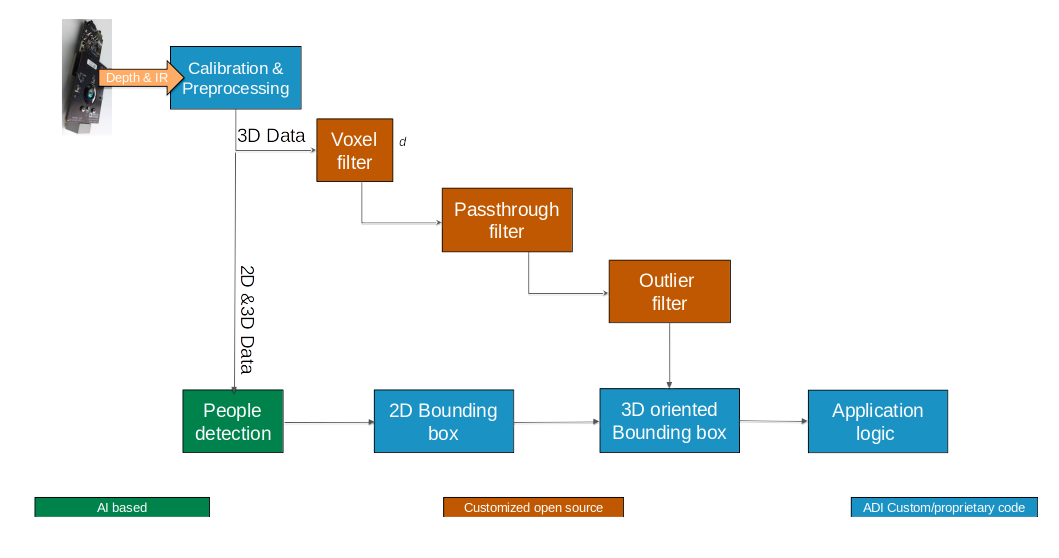 Depth & IR
Calibration &
Preprocessing
3D Data
Voxel
filter
d
Passthrough
filter
Outlier
filter
2D &3D Data
People
detection
2D Bounding
box
3D oriented
Bounding box
Application
logic
AI based
Customized open source
ADI Custom/proprietary code